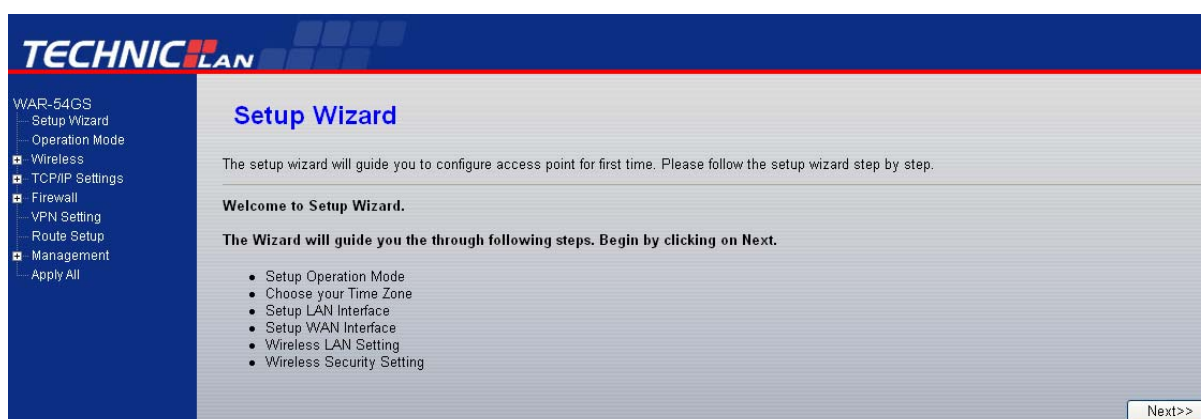 TECHNIC LAN
WAR-54GS
Setup Wizard
Operation Mode
Wireless
TCP/IP Settings
Firewall
VPN Setting
Route Setup
Management
Apply All
Setup Wizard
The setup wizard will guide you to configure access point for first time. Please follow the setup wizard step by step.
Welcome to Setup Wizard.
The Wizard will guide you the through following steps. Begin by clicking on Next.
• Setup Operation Mode
• Choose your Time Zone
• Setup LAN Interface
• Setup WAN Interface
• Wireless LAN Setting
• Wireless Security Setting
Next>>